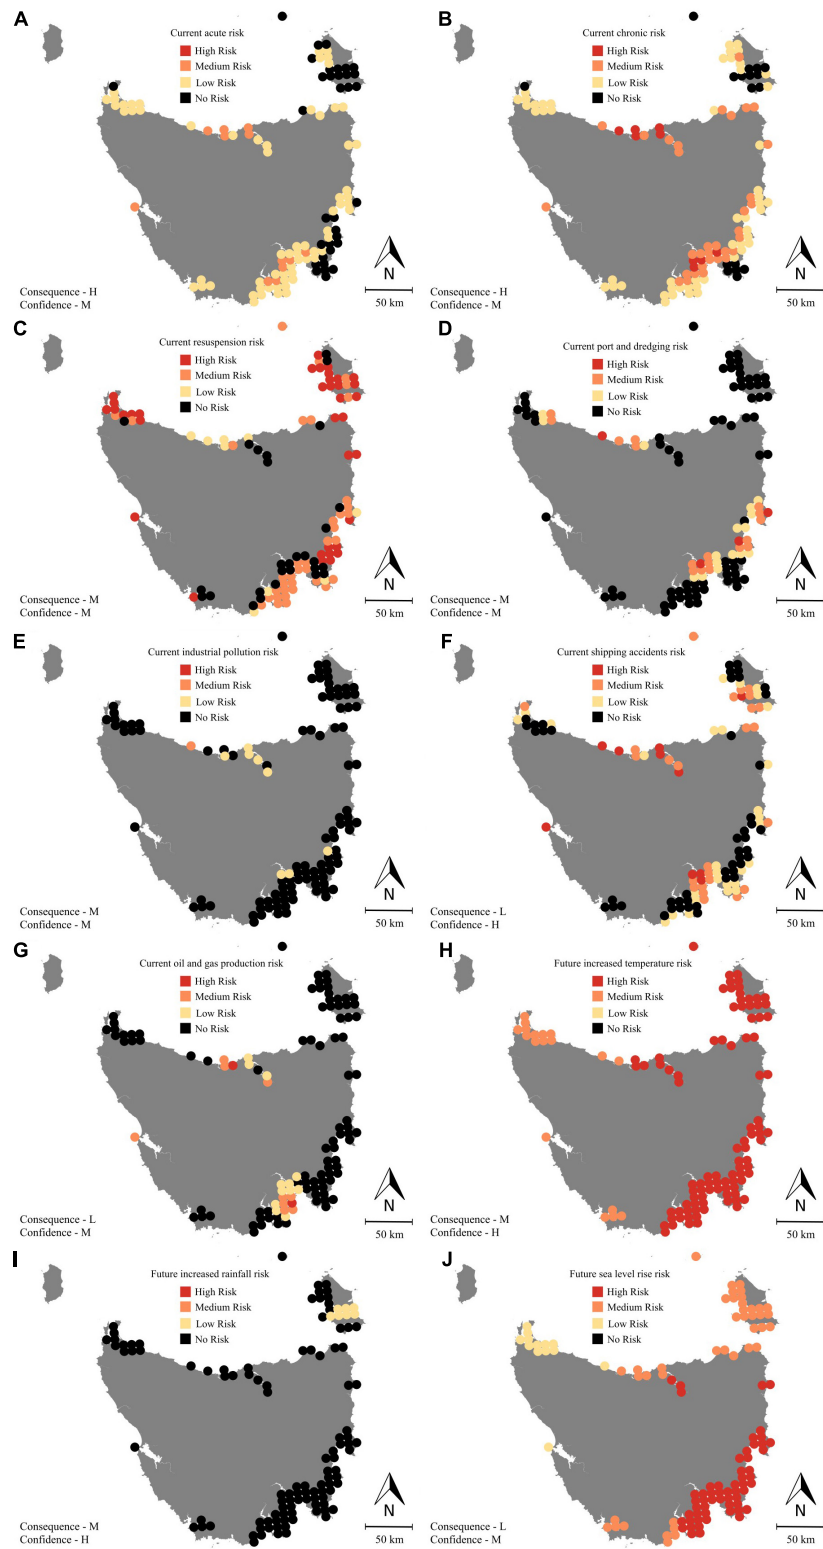 A
Current acute risk
High Risk
Medium Risk
Low Risk
No Risk
Consequence - H
Confidence - M
N
50 km
B
Current chronic risk
High Risk
Medium Risk
Low Risk
No Risk
Consequence - H
Confidence - M
N
50 km
C
Current resuspension risk
High Risk
Medium Risk
Low Risk
No Risk
Consequence - M
Confidence - M
N
50 km
D
Current port and dredging risk
High Risk
Medium Risk
Low Risk
No Risk
Consequence - M
Confidence - M
N
50 km
E
Current industrial pollution risk
High Risk
Medium Risk
Low Risk
No Risk
Consequence - M
Confidence - M
N
50 km
F
Current shipping accidents risk
High Risk
Medium Risk
Low Risk
No Risk
Consequence - L
Confidence - H
N
50 km
G
Current oil and gas production risk
High Risk
Medium Risk
Low Risk
No Risk
Consequence - L
Confidence - M
N
50 km
H
Future increased temperature risk
High Risk
Medium Risk
Low Risk
No Risk
Consequence - M
Confidence - H
N
50 km
I
Future increased rainfall risk
High Risk
Medium Risk
Low Risk
No Risk
Consequence - M
Confidence - H
N
50 km
J
Future sea level rise risk
High Risk
Medium Risk
Low Risk
No Risk
Consequence - L
Confidence - M
N
50 km